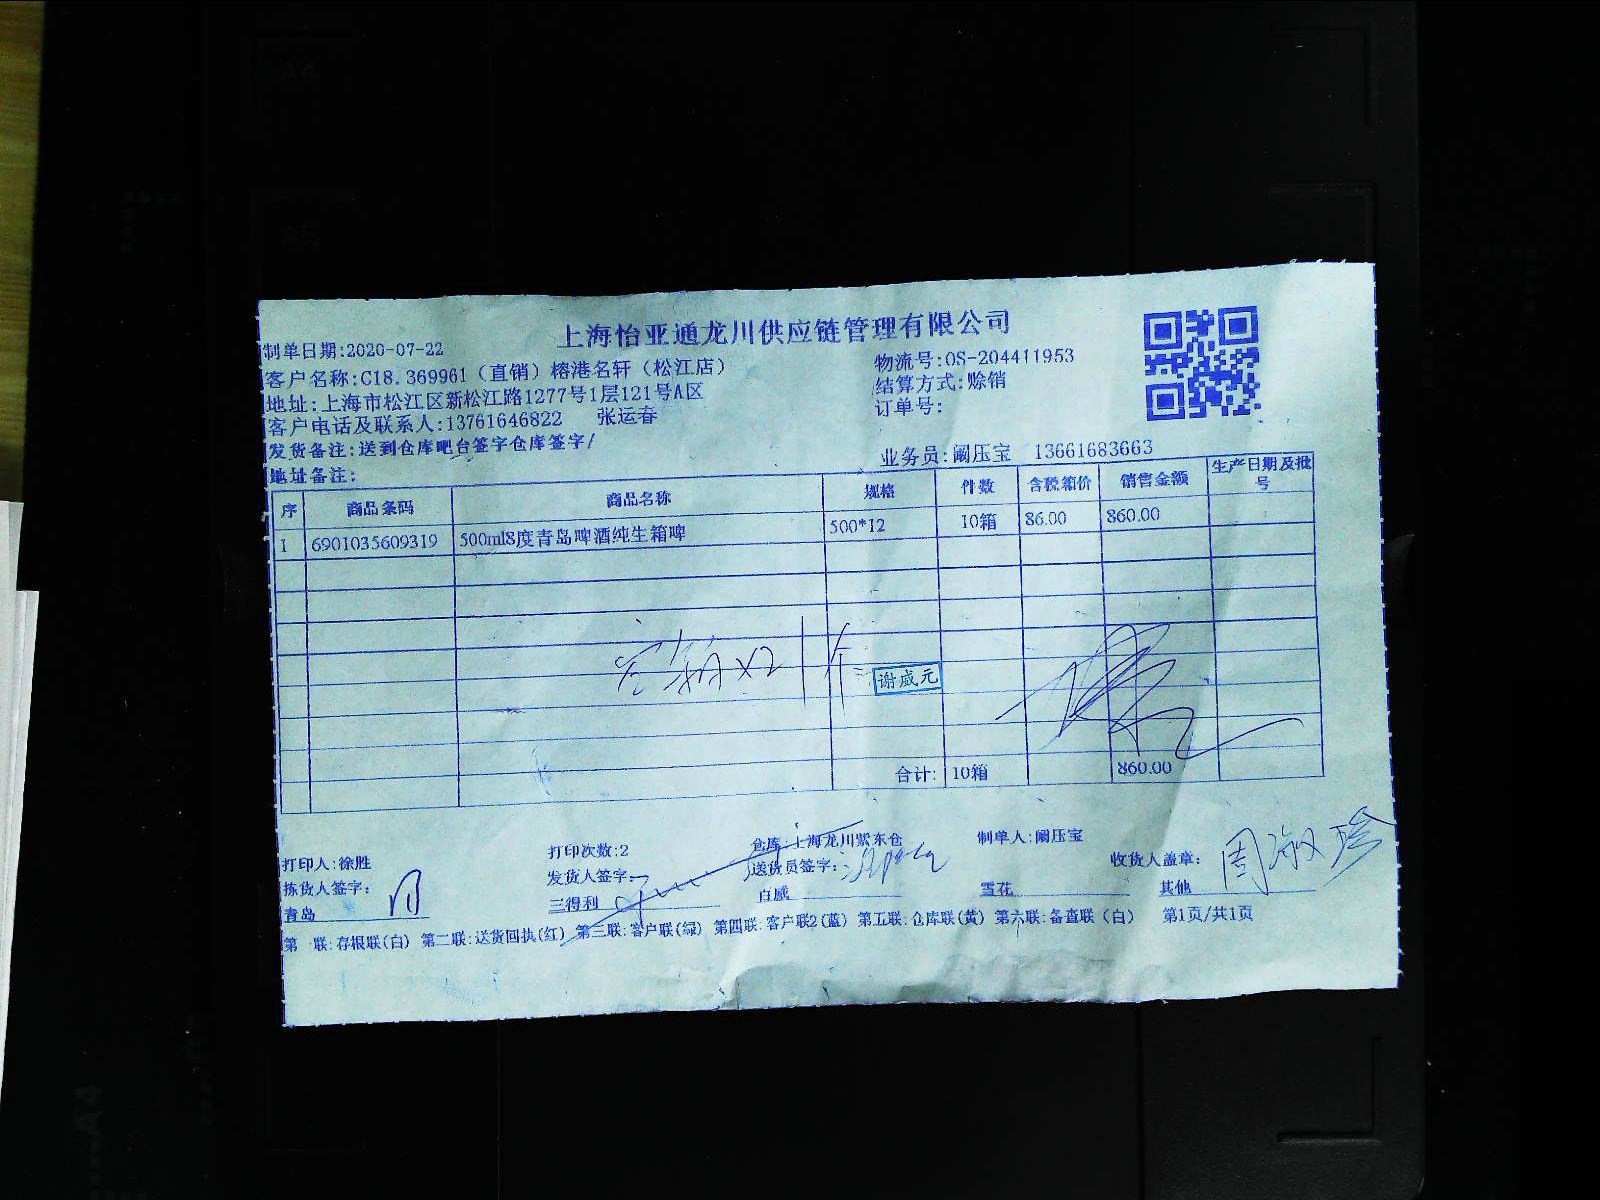 上海怡亚通龙川供应链管理有限公司
制单日期:2020-07-22
物流号:OS-204411953
客户名称:C18.369961（直销）榕港名轩（松江店）
结算方式:赊销
地址:上海市松江区新松江路1277号1层121号A区
订单号:
客户电话及联系人:13761646822 张运春
发货备注:送到仓库吧台签字仓库签字/
业务员:阚压宝 13661683663
地址备注:
序 商品条码 商品名称 规格 件数 含税箱价 销售金额 生产日期及批号
1 6901035609319 500ml8度青岛啤酒纯生箱啤 500*12 10箱 86.00 860.00
谢威元
合计: 10箱 860.00
打印人:徐胜 打印次数:2 仓库:上海龙川紫东仓 制单人:阚压宝
拣货人签字: 发货人签字: 送货员签字: 收货人盖章: 周淑珍
青岛 三得利 百威 雪花 其他
第一联:存根联(白) 第二联:送货回执(红) 第三联:客户联(绿) 第四联:客户联2(蓝) 第五联:仓库联(黄) 第六联:备查联（白） 第1页/共1页